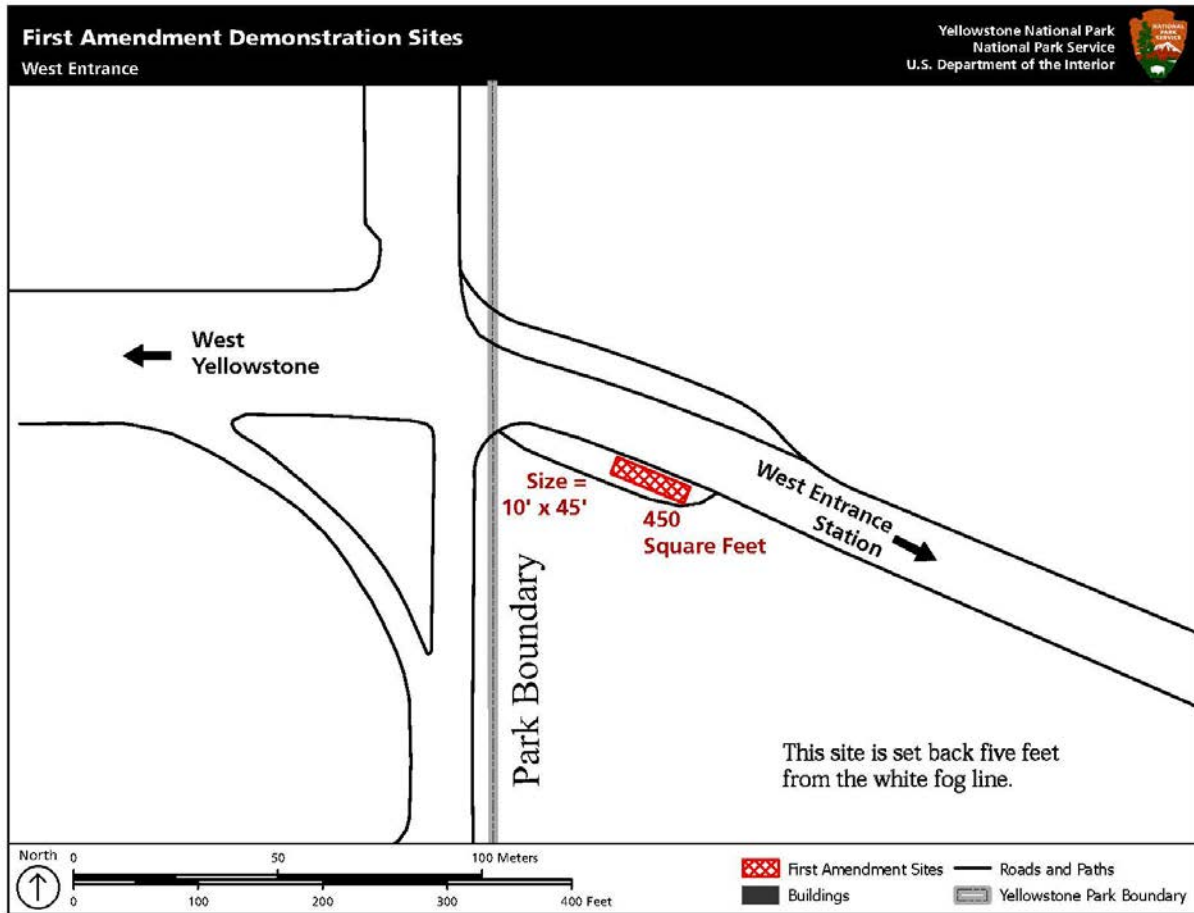 First Amendment Demonstration Sites
West Entrance
Yellowstone National Park
National Park Service
U.S. Department of the Interior
NATIONAL
PARK
SERVICE
West
Yellowstone
Size =
10' x 45'
450
Square Feet
West Entrance
Station
Park Boundary
This site is set back five feet
from the white fog line.
North
0 50 100 Meters
0 100 200 300 400 Feet
First Amendment Sites
Roads and Paths
Buildings
Yellowstone Park Boundary